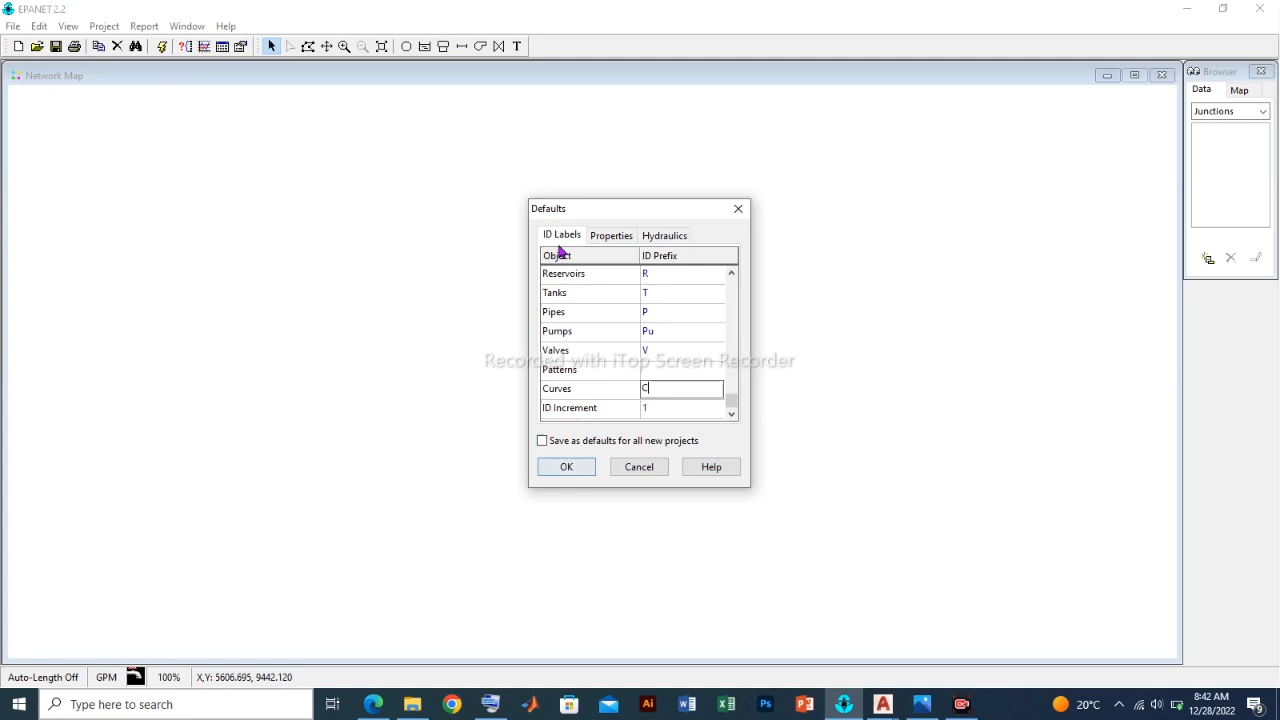 EPANET 2.2
File Edit View Project Report Window Help
T
Network Map
Browser
Data Map
Junctions
Defaults
ID Labels Properties Hydraulics
Object ID Prefix
Reservoirs R
Tanks T
Pipes P
Pumps Pu
Valves V
Recorded with iTop Screen Recorder
Patterns
Curves C
ID Increment 1
Save as defaults for all new projects
OK Cancel Help
Auto-Length Off GPM 100% X,Y: 5606.695, 9442.120
Type here to search
20°C
8:42 AM
12/28/2022